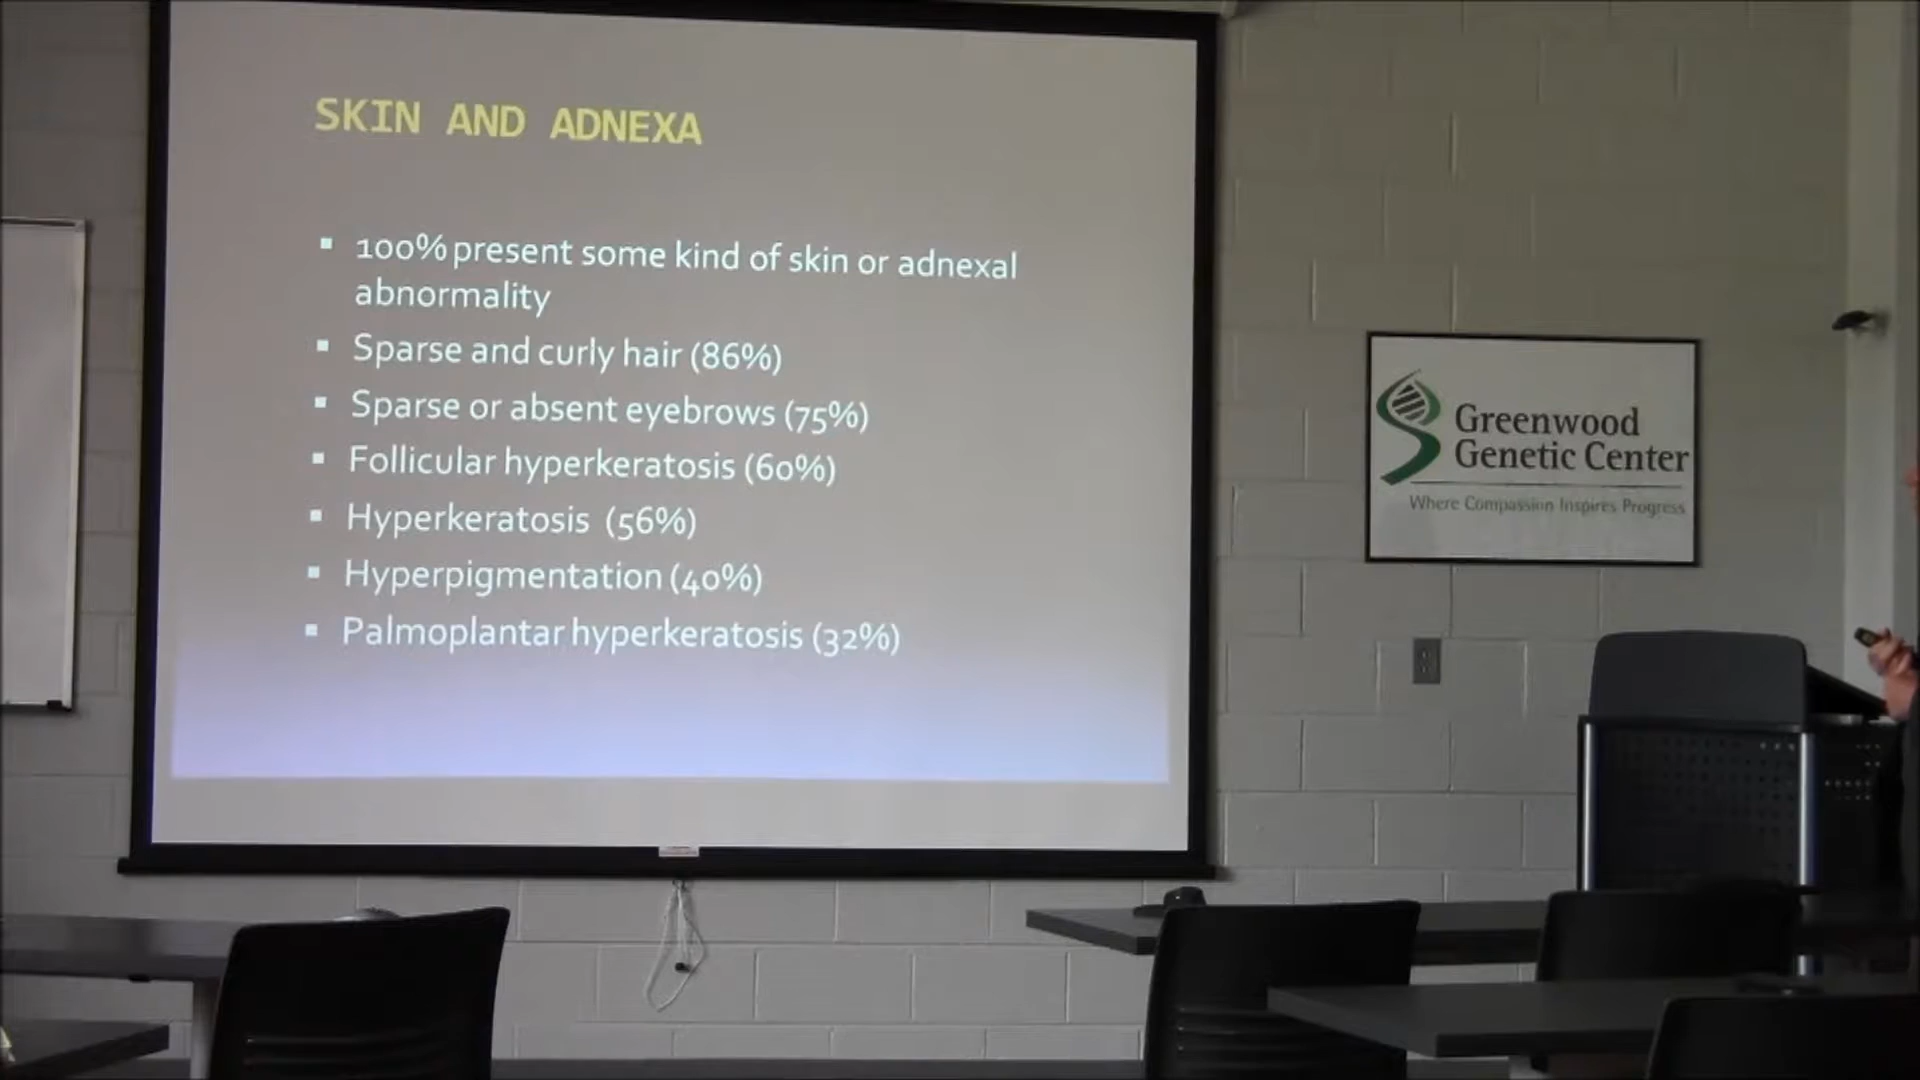 SKIN AND ADNEXA
▪ 100% present some kind of skin or adnexal
abnormality
▪ Sparse and curly hair (86%)
▪ Sparse or absent eyebrows (75%)
▪ Follicular hyperkeratosis (60%)
▪ Hyperkeratosis (56%)
▪ Hyperpigmentation (40%)
▪ Palmoplantar hyperkeratosis (32%)
Greenwood
Genetic Center
Where Compassion Inspires Progress